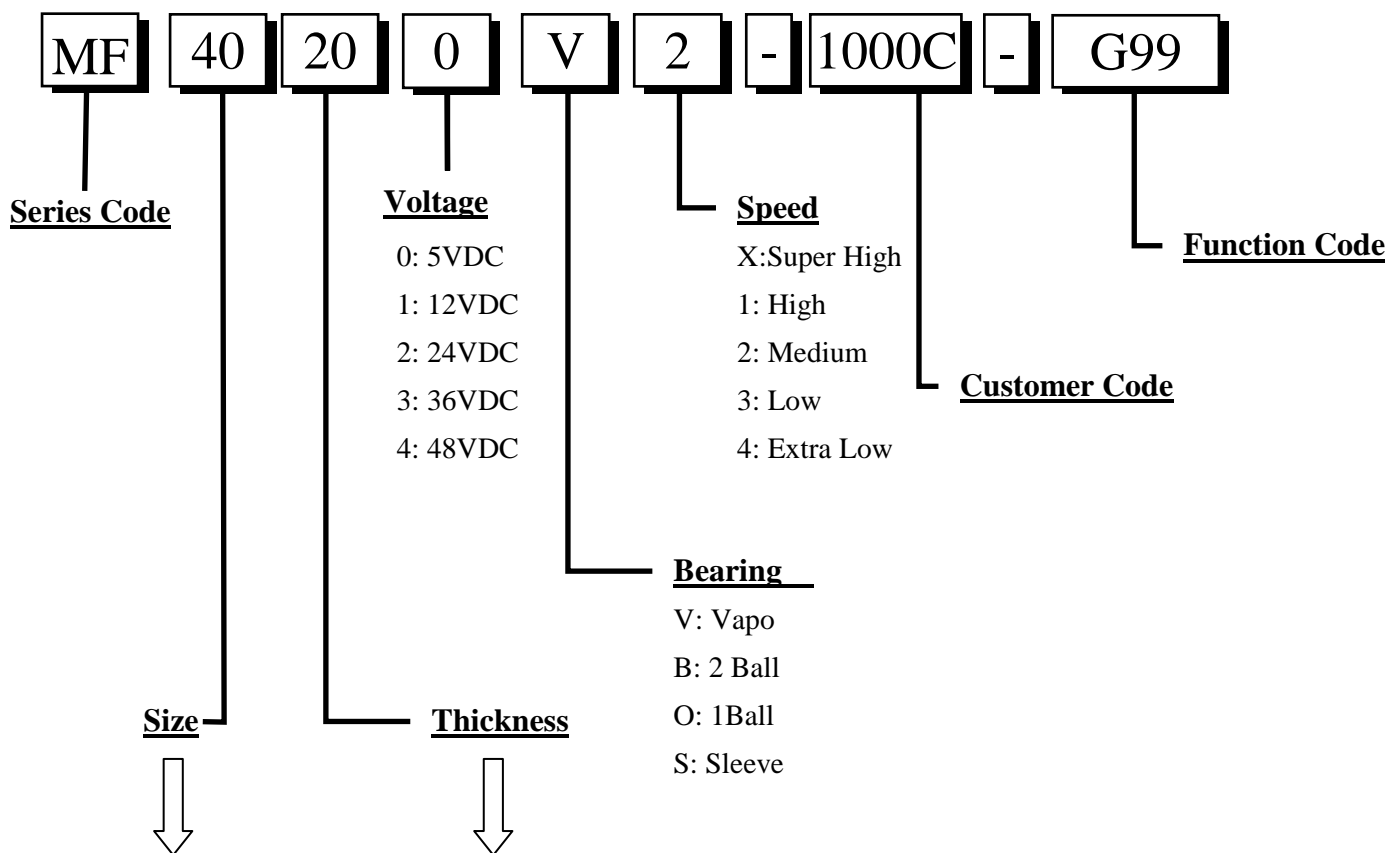 MF 40 20 0 V 2 - 1000C - G99
Series Code
Voltage
0: 5VDC
1: 12VDC
2: 24VDC
3: 36VDC
4: 48VDC
Speed
X:Super High
1: High
2: Medium
3: Low
4: Extra Low
Function Code
Customer Code
Bearing
V: Vapo
B: 2 Ball
O: 1Ball
S: Sleeve
Size
Thickness